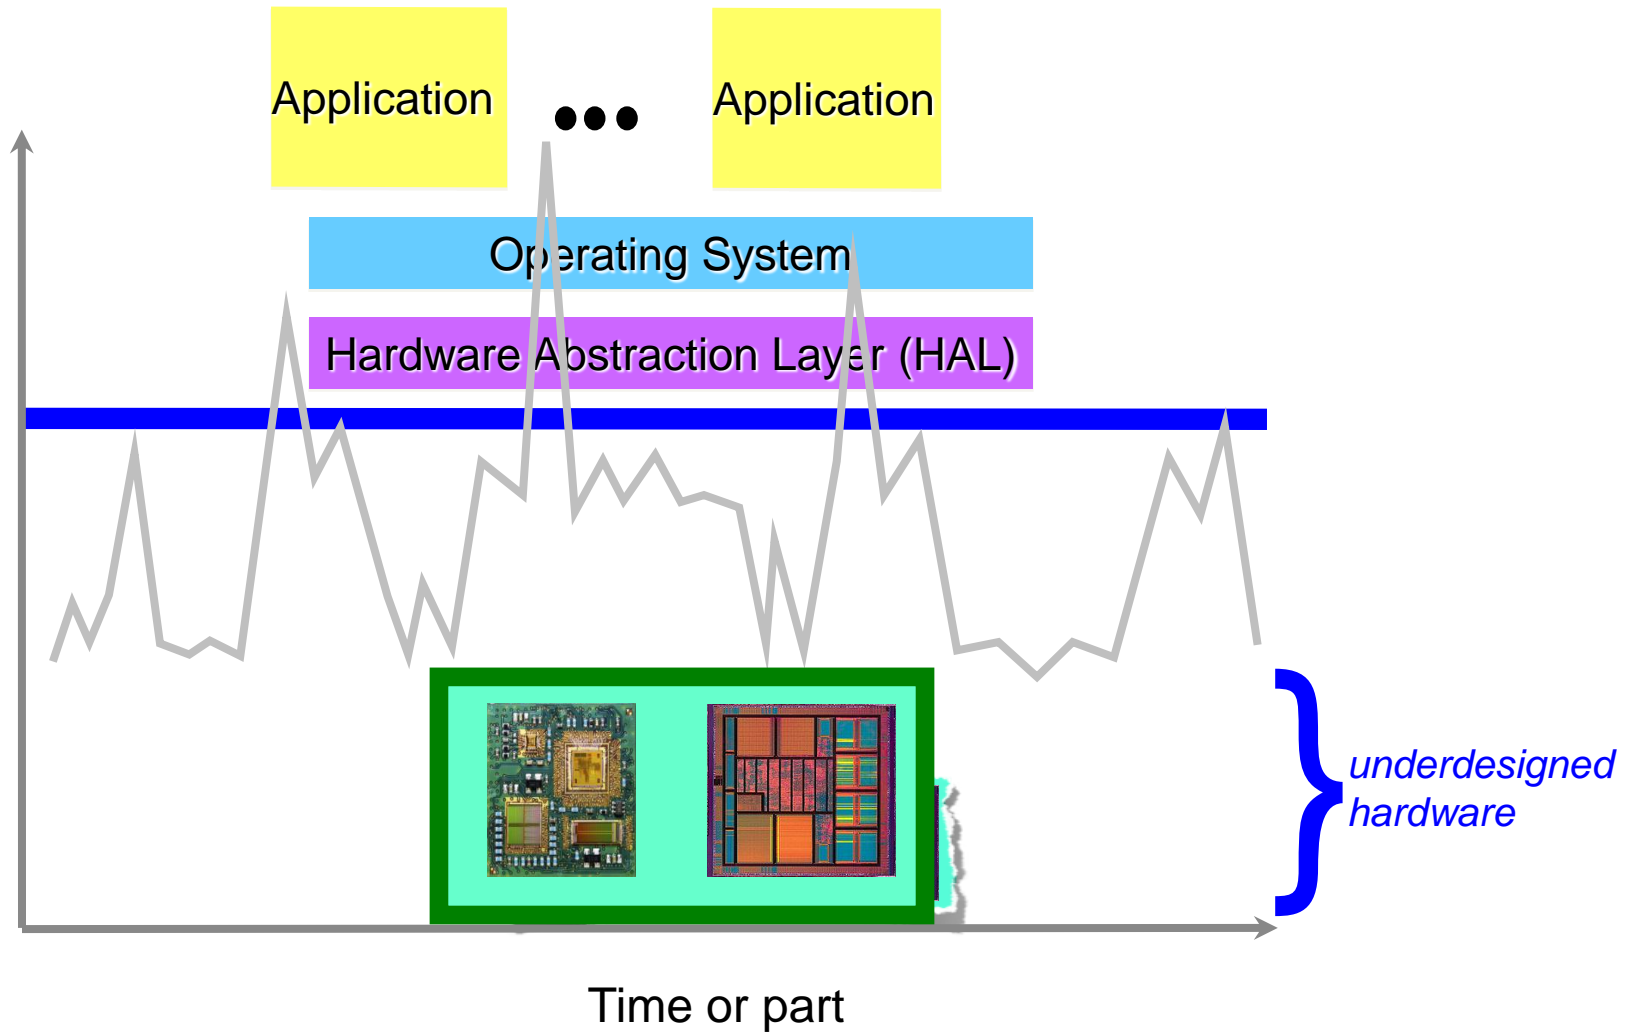 Application
Application
Operating System
Hardware Abstraction Layer (HAL)
underdesigned
hardware
Time or part